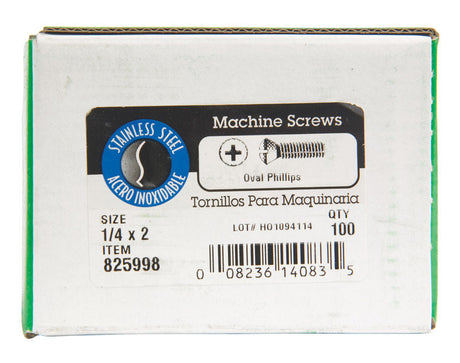 STAINLESS STEEL
ACERO INOXIDABLE
Machine Screws
Oval Phillips
Tornillos Para Maquinaria
SIZE
1/4 x 2
ITEM
825998
LOT# HO1094114
QTY
100
0 08236 14083 5